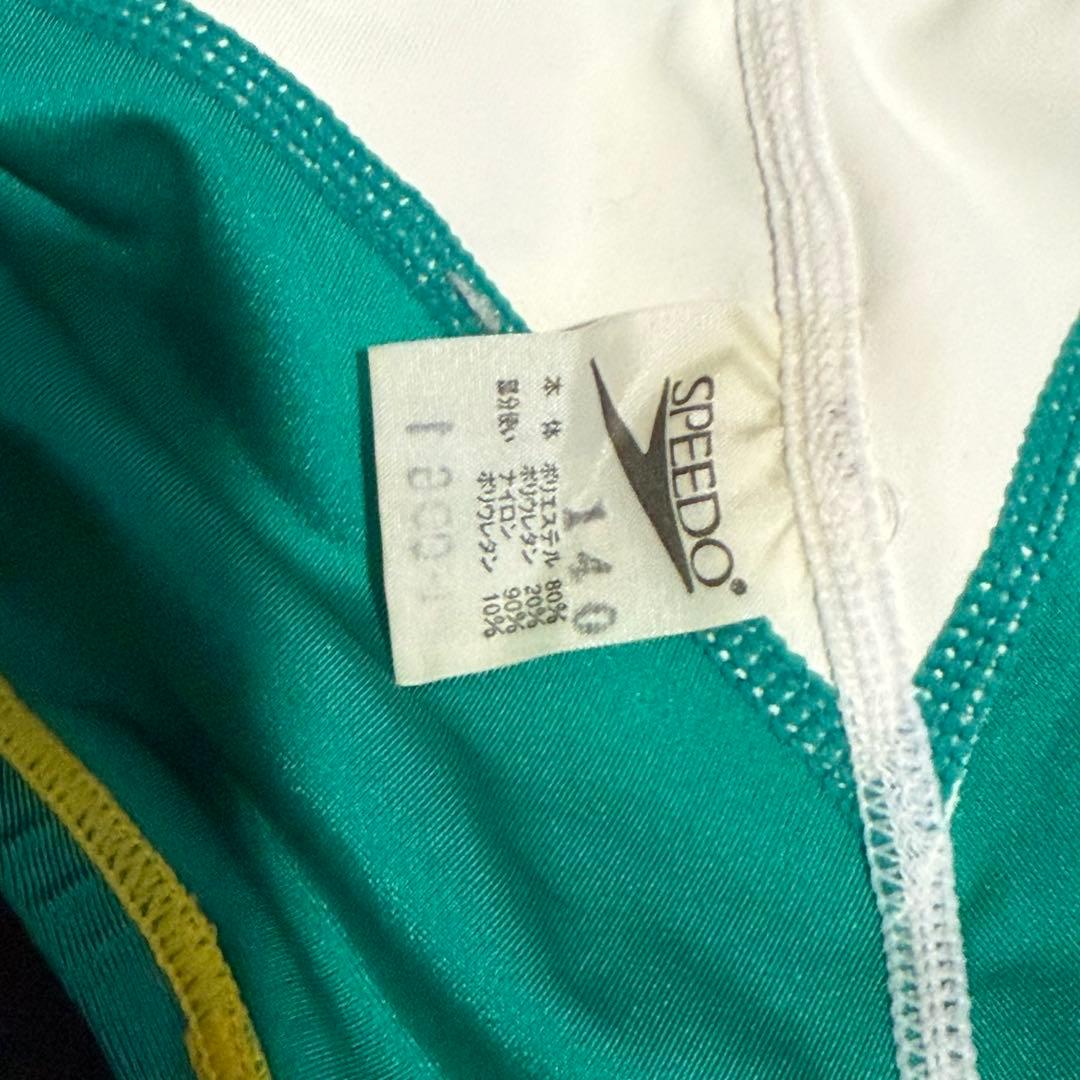 SPEEDO®
140
本体 ポリエステル 80%
ポリウレタン 20%
部分使い ナイロン 90%
ポリウレタン 10%